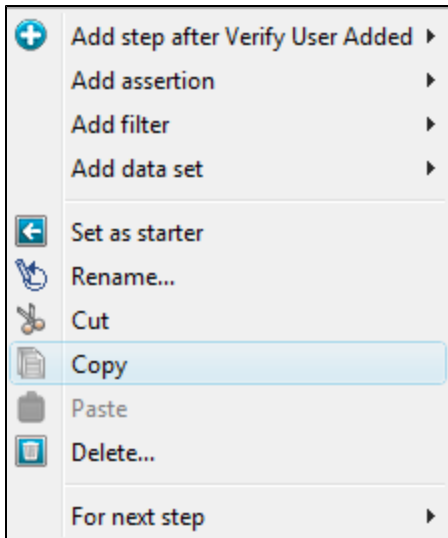 Add step after Verify User Added
Add assertion
Add filter
Add data set
Set as starter
Rename...
Cut
Copy
Paste
Delete...
For next step